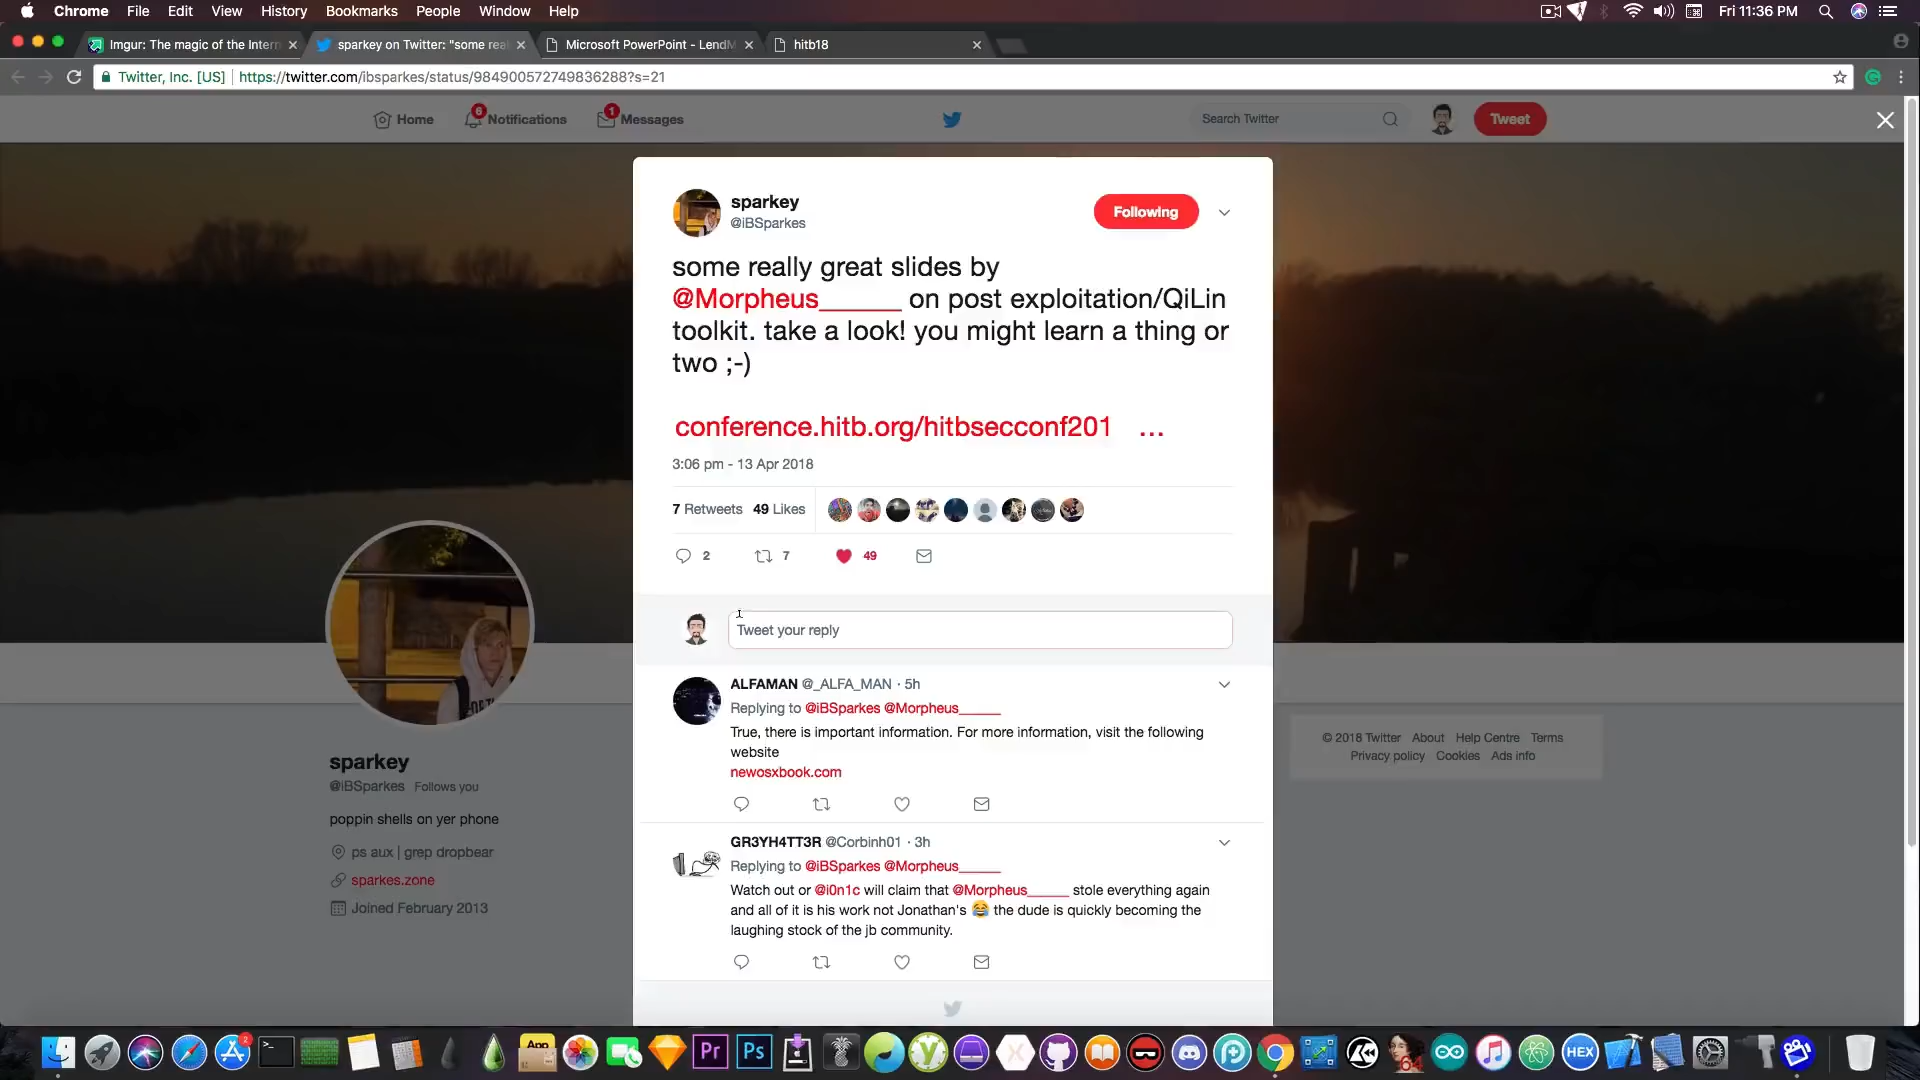 Chrome File Edit View History Bookmarks People Window Help Fri 11:36 PM
Imgur: The magic of the Intern
sparkey on Twitter: "some real
Microsoft PowerPoint - LendM
hitb18
Twitter, Inc. [US] https://twitter.com/ibsparkes/status/984900572749836288?s=21
Home 6 Notifications 1 Messages Search Twitter Tweet
sparkey
@iBSparkes
Following
some really great slides by
@Morpheus______ on post exploitation/QiLin
toolkit. take a look! you might learn a thing or
two ;-)
conference.hitb.org/hitbsecconf201 …
3:06 pm - 13 Apr 2018
7 Retweets 49 Likes
2 7 49
Tweet your reply
ALFAMAN @_ALFA_MAN · 5h
Replying to @iBSparkes @Morpheus______
True, there is important information. For more information, visit the following
website
newosxbook.com
GR3YH4TT3R @Corbinh01 · 3h
Replying to @iBSparkes @Morpheus______
Watch out or @i0n1c will claim that @Morpheus______ stole everything again
and all of it is his work not Jonathan's 😂 the dude is quickly becoming the
laughing stock of the jb community.
sparkey
@iBSparkes Follows you
poppin shells on yer phone
ps aux | grep dropbear
sparkes.zone
Joined February 2013
© 2018 Twitter About Help Centre Terms
Privacy policy Cookies Ads info
2
App
Pr
Ps
64
HEX